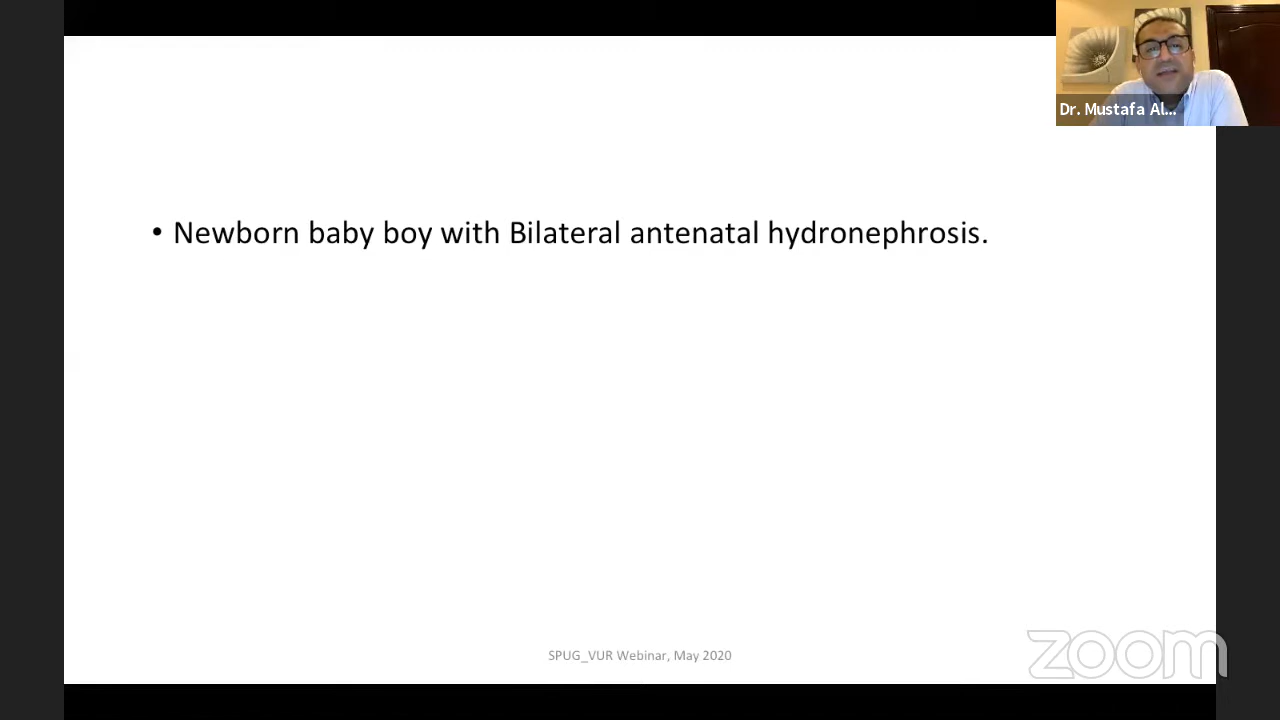 Dr. Mustafa Al...
• Newborn baby boy with Bilateral antenatal hydronephrosis.
SPUG_VUR Webinar, May 2020
zoom